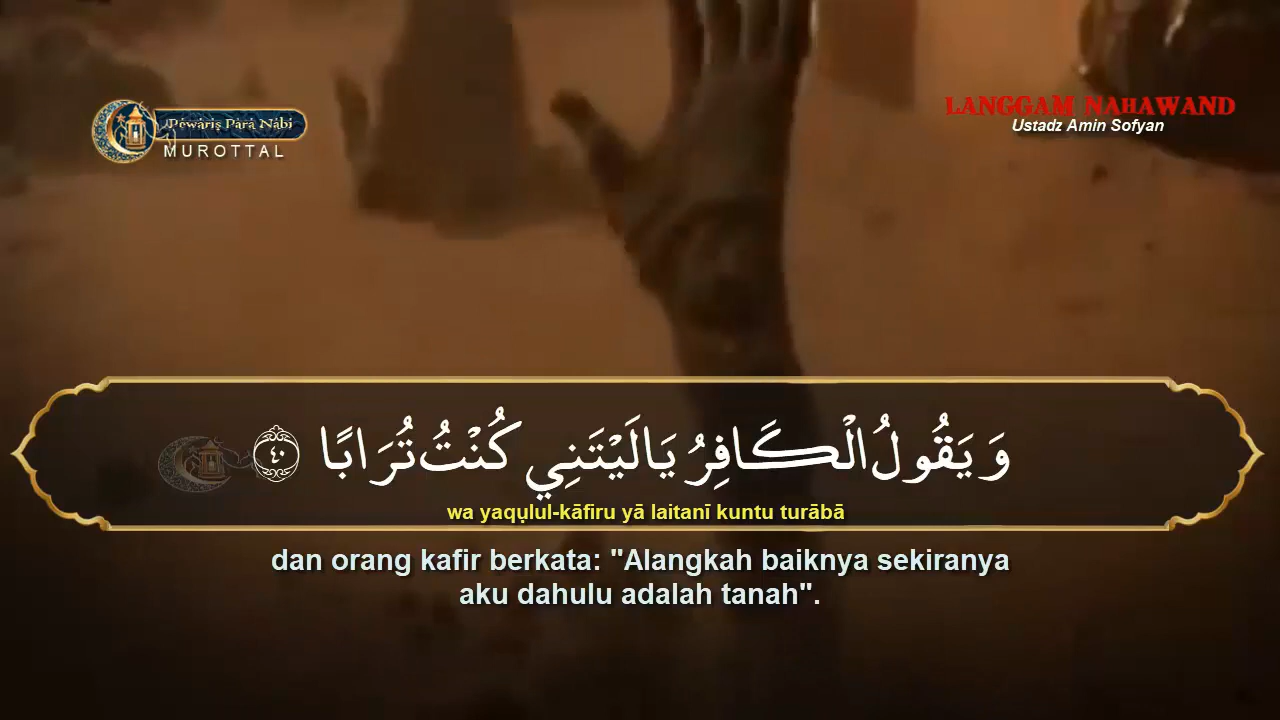 Pewaris Para Nabi
MUROTTAL
LANGGAM NAHAWAND
Ustadz Amin Sofyan
وَيَقُولُ الْكَافِرُ يَالَيْتَنِي كُنْتُ تُرَابًا ٤٠
wa yaqụlul-kāfiru yā laitanī kuntu turābā
dan orang kafir berkata: "Alangkah baiknya sekiranya
aku dahulu adalah tanah".